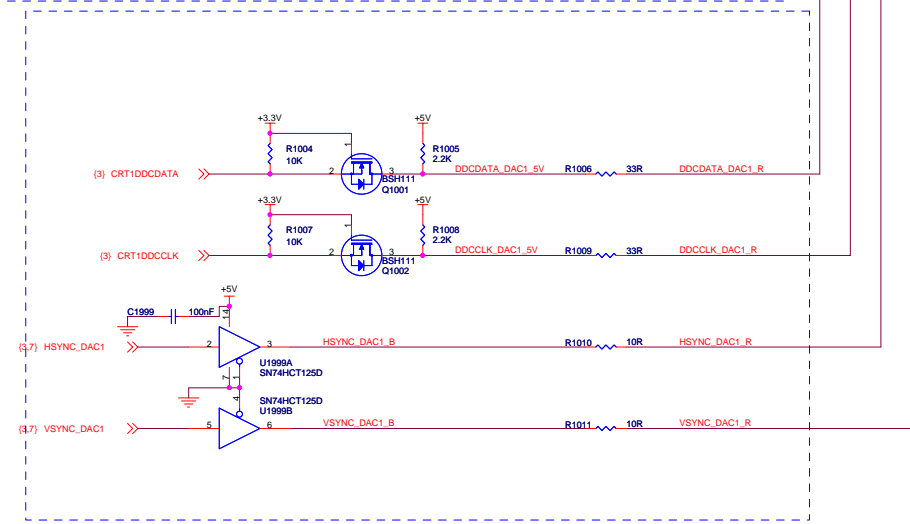 +3.3V
+5V
R1004
10K
1
R1005
2.2K
{3} CRT1DDCDATA
2
3
BSH111
Q1001
DDCDATA_DAC1_5V
R1006
33R
DDCDATA_DAC1_R
+3.3V
+5V
R1007
10K
1
R1008
2.2K
{3} CRT1DDCCLK
2
3
BSH111
Q1002
DDCCLK_DAC1_5V
R1009
33R
DDCCLK_DAC1_R
+5V
C1999
100nF
14
{3,7} HSYNC_DAC1
2
3
HSYNC_DAC1_B
R1010
10R
HSYNC_DAC1_R
U1999A
SN74HCT125D
7
1
4
SN74HCT125D
U1999B
{3,7} VSYNC_DAC1
5
6
VSYNC_DAC1_B
R1011
10R
VSYNC_DAC1_R